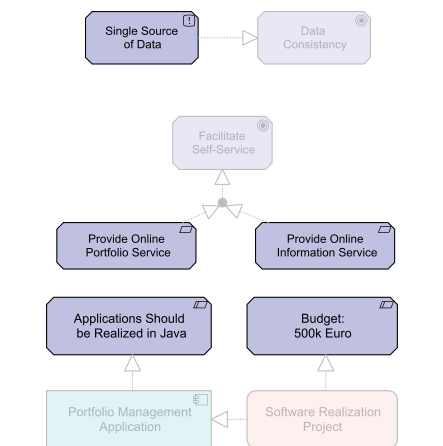 Single Source
of Data
Data
Consistency
Facilitate
Self-Service
Provide Online
Portfolio Service
Provide Online
Information Service
Applications Should
be Realized in Java
Budget:
500k Euro
Portfolio Management
Application
Software Realization
Project